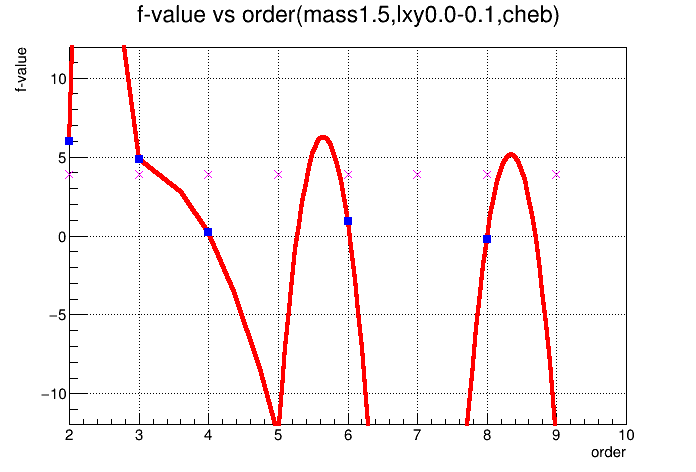 f-value vs order(mass1.5,lxy0.0-0.1,cheb)
f-value
10
5
0
−5
−10
2 3 4 5 6 7 8 9 10
order